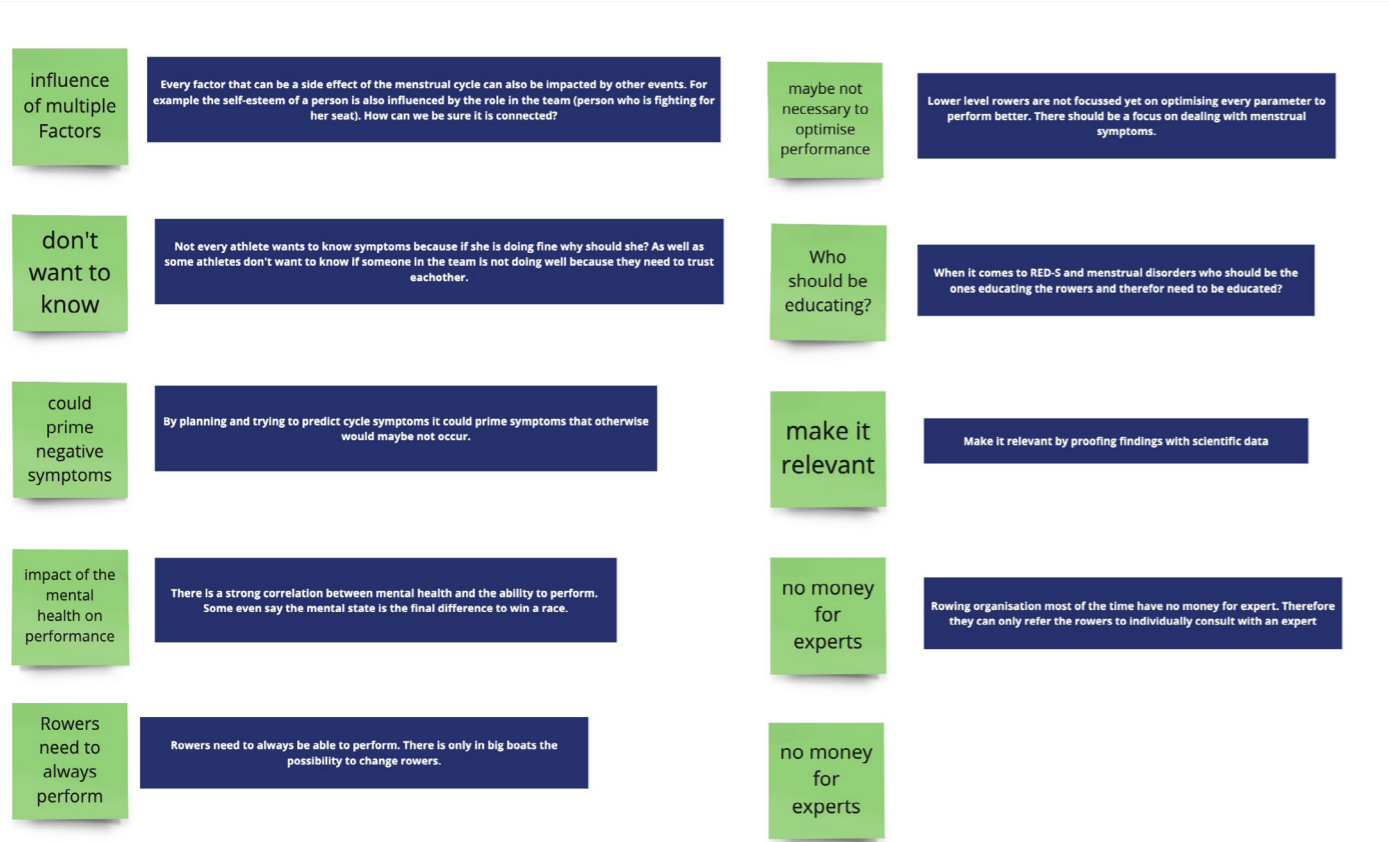 influence
of multiple
Factors
Every factor that can be a side effect of the menstrual cycle can also be impacted by other events. For
example the self-esteem of a person is also influenced by the role in the team (person who is fighting for
her seat). How can we be sure it is connected?
don't
want to
know
Not every athlete wants to know symptoms because if she is doing fine why should she? As well as
some athletes don't want to know if someone in the team is not doing well because they need to trust
eachother.
could
prime
negative
symptoms
By planning and trying to predict cycle symptoms it could prime symptoms that otherwise
would maybe not occur.
impact of the
mental
health on
performance
There is a strong correlation between mental health and the ability to perform.
Some even say the mental state is the final difference to win a race.
Rowers
need to
always
perform
Rowers need to always be able to perform. There is only in big boats the
possibility to change rowers.
maybe not
necessary to
optimise
performance
Lower level rowers are not focussed yet on optimising every parameter to
perform better. There should be a focus on dealing with menstrual
symptoms.
Who
should be
educating?
When it comes to RED-S and menstrual disorders who should be the
ones educating the rowers and therefor need to be educated?
make it
relevant
Make it relevant by proofing findings with scientific data
no money
for
experts
Rowing organisation most of the time have no money for expert. Therefore
they can only refer the rowers to individually consult with an expert
no money
for
experts